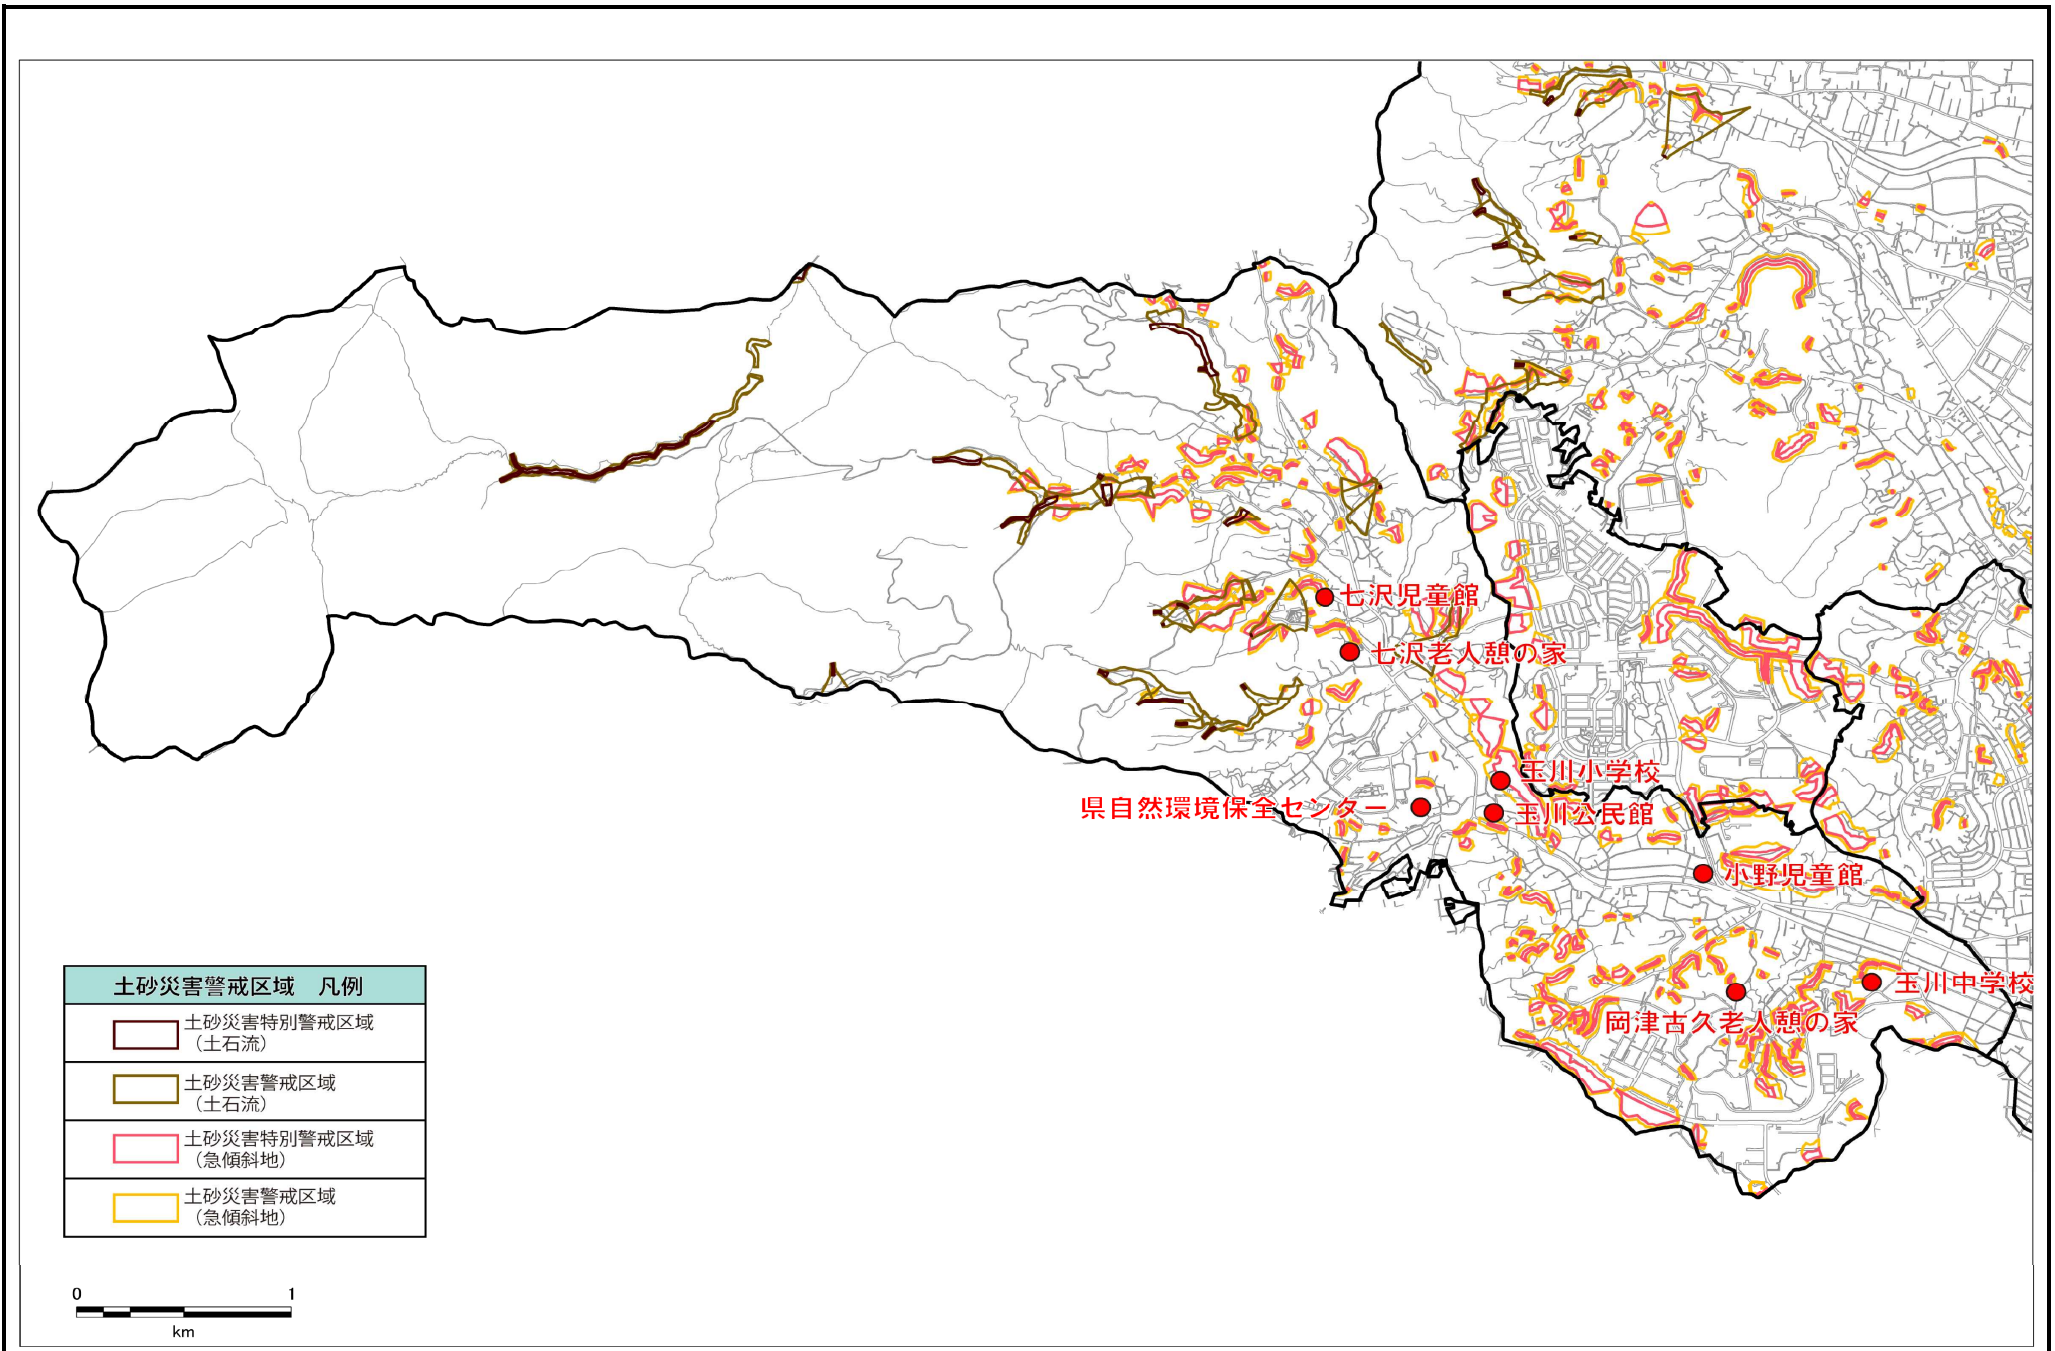 七沢児童館
七沢老人憩の家
玉川小学校
県自然環境保全センター
玉川公民館
小野児童館
玉川中学校
岡津古久老人憩の家
土砂災害警戒区域　凡例
土砂災害特別警戒区域
（土石流）
土砂災害警戒区域
（土石流）
土砂災害特別警戒区域
（急傾斜地）
土砂災害警戒区域
（急傾斜地）
0 1
km